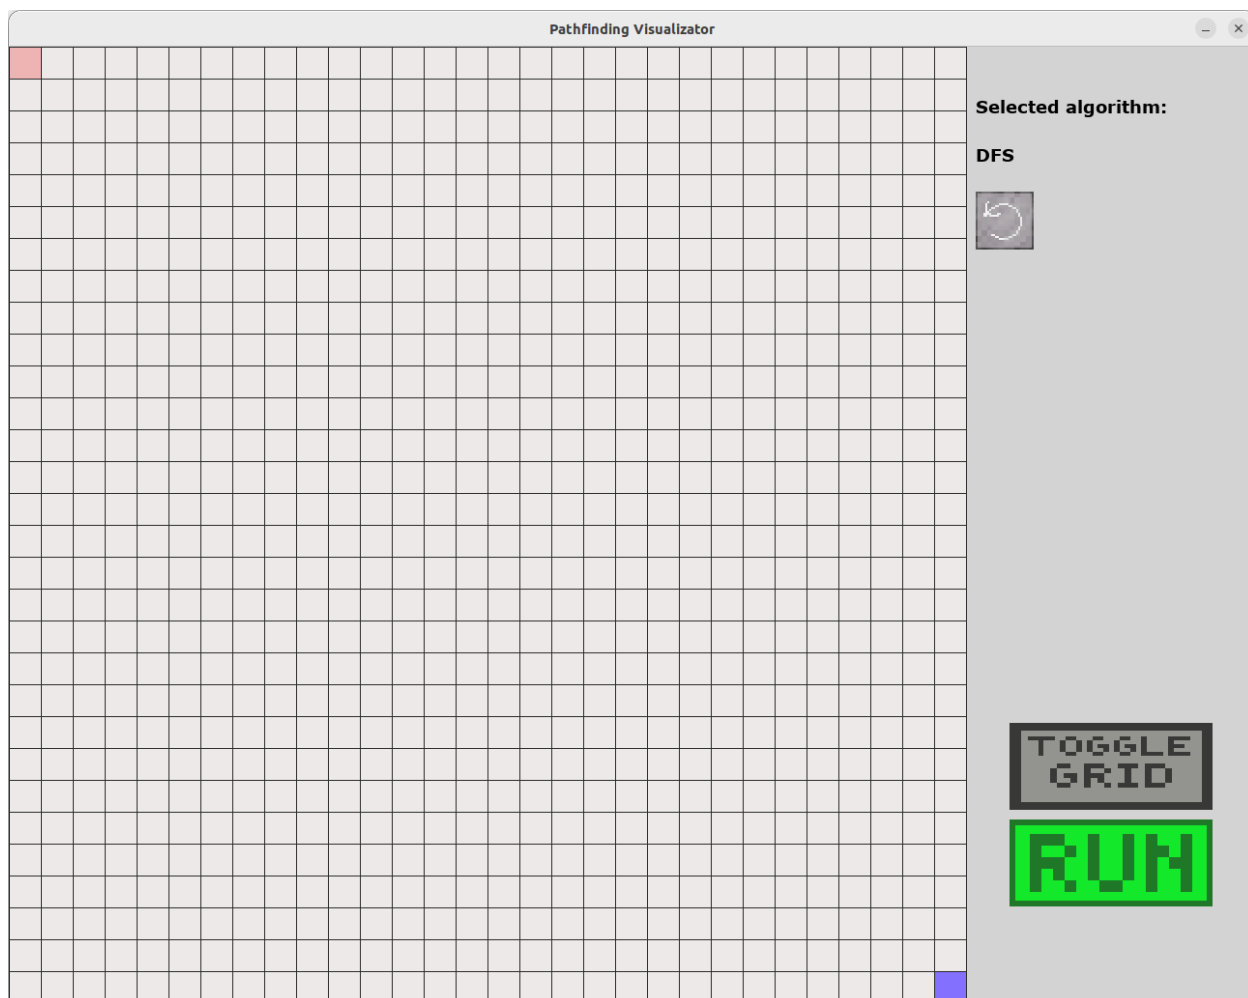 Pathfinding Visualizator
Selected algorithm:
DFS
TOGGLE
GRID
RUN